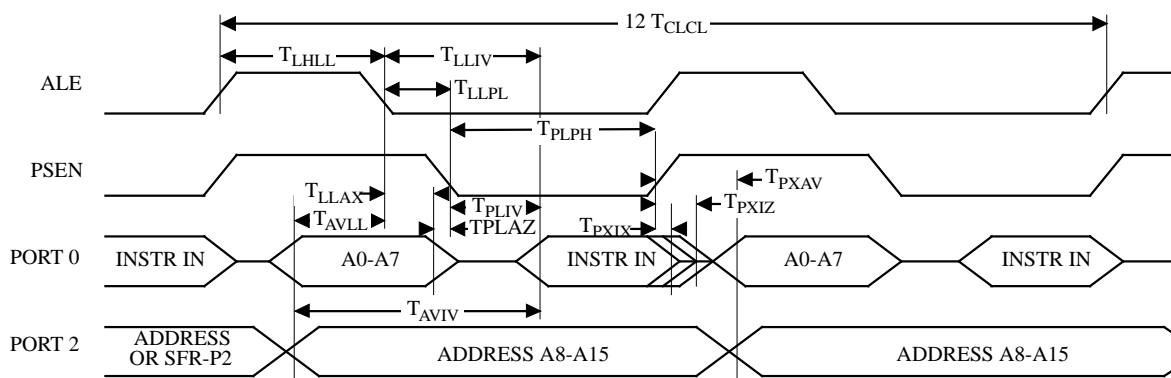 12 TCLCL
TLHLL TLLIV
ALE TLLPL
TPLPH
PSEN
TLLAX TPXAV
TAVLL TPLIV TPXIZ
TPLAZ TPXIX
PORT 0 INSTR IN A0-A7 INSTR IN A0-A7 INSTR IN
TAVIV
PORT 2 ADDRESS OR SFR-P2 ADDRESS A8-A15 ADDRESS A8-A15